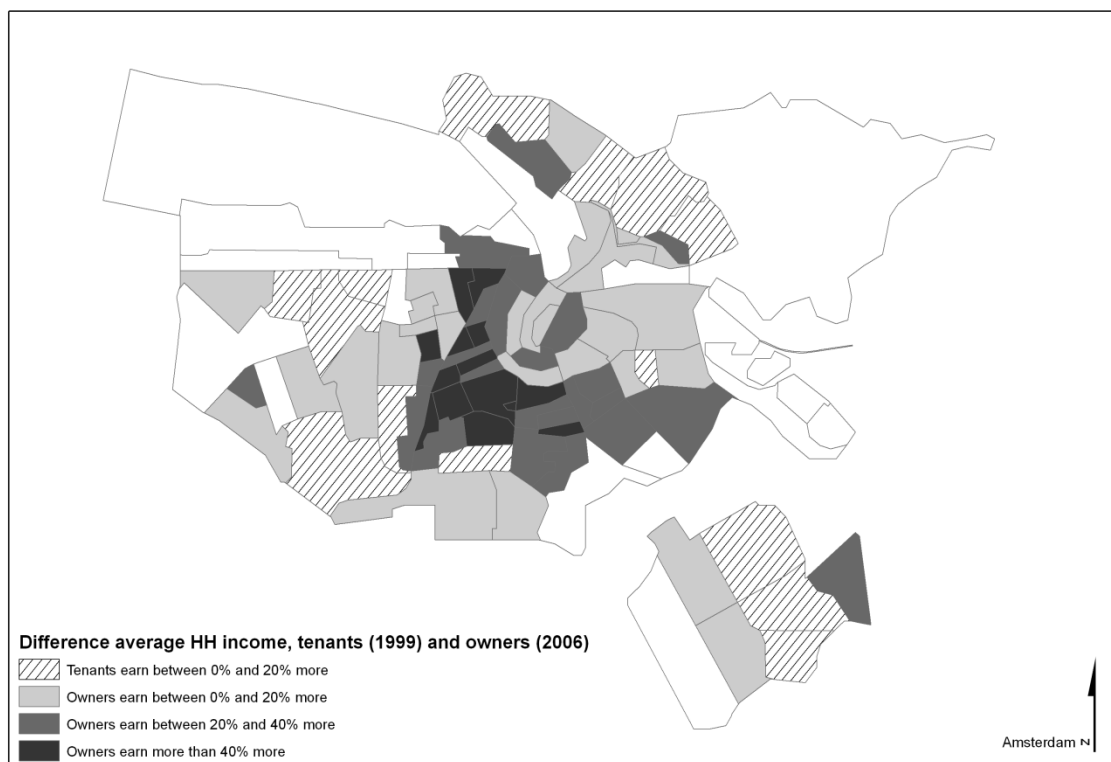 Difference average HH income, tenants (1999) and owners (2006)
Tenants earn between 0% and 20% more
Owners earn between 0% and 20% more
Owners earn between 20% and 40% more
Owners earn more than 40% more
Amsterdam N